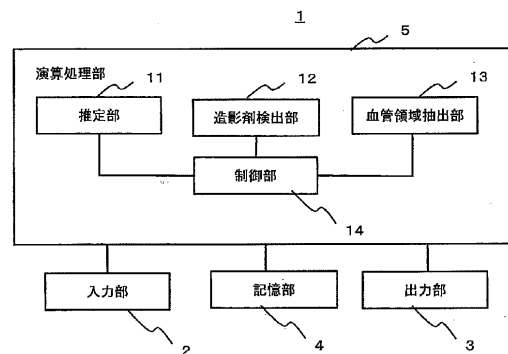 1
5
演算処理部
11
12
13
推定部
造影剤検出部
血管領域抽出部
制御部
14
入力部
記憶部
出力部
2
4
3